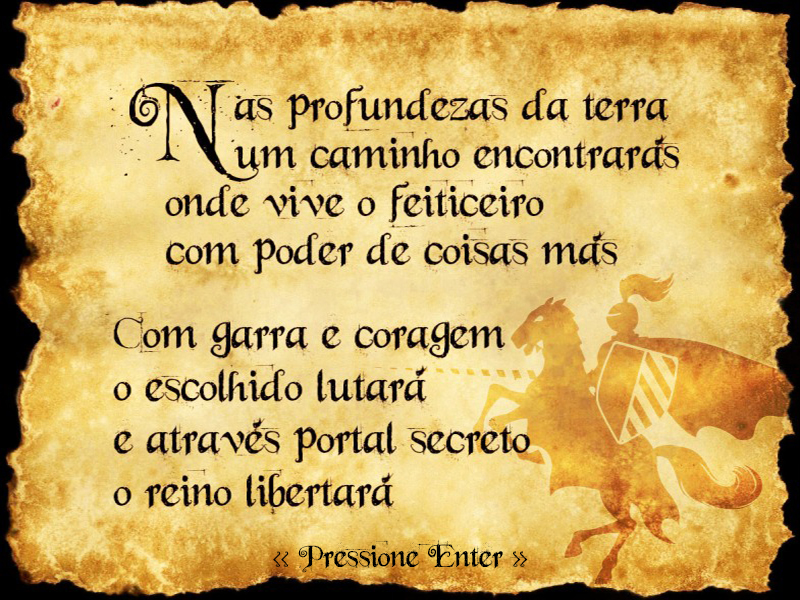 Nas profundezas da terra
um caminho encontrarás
onde vive o feiticeiro
com poder de coisas más
Com garra e coragem
o escolhido lutará
e através portal secreto
o reino libertará
« Pressione Enter »